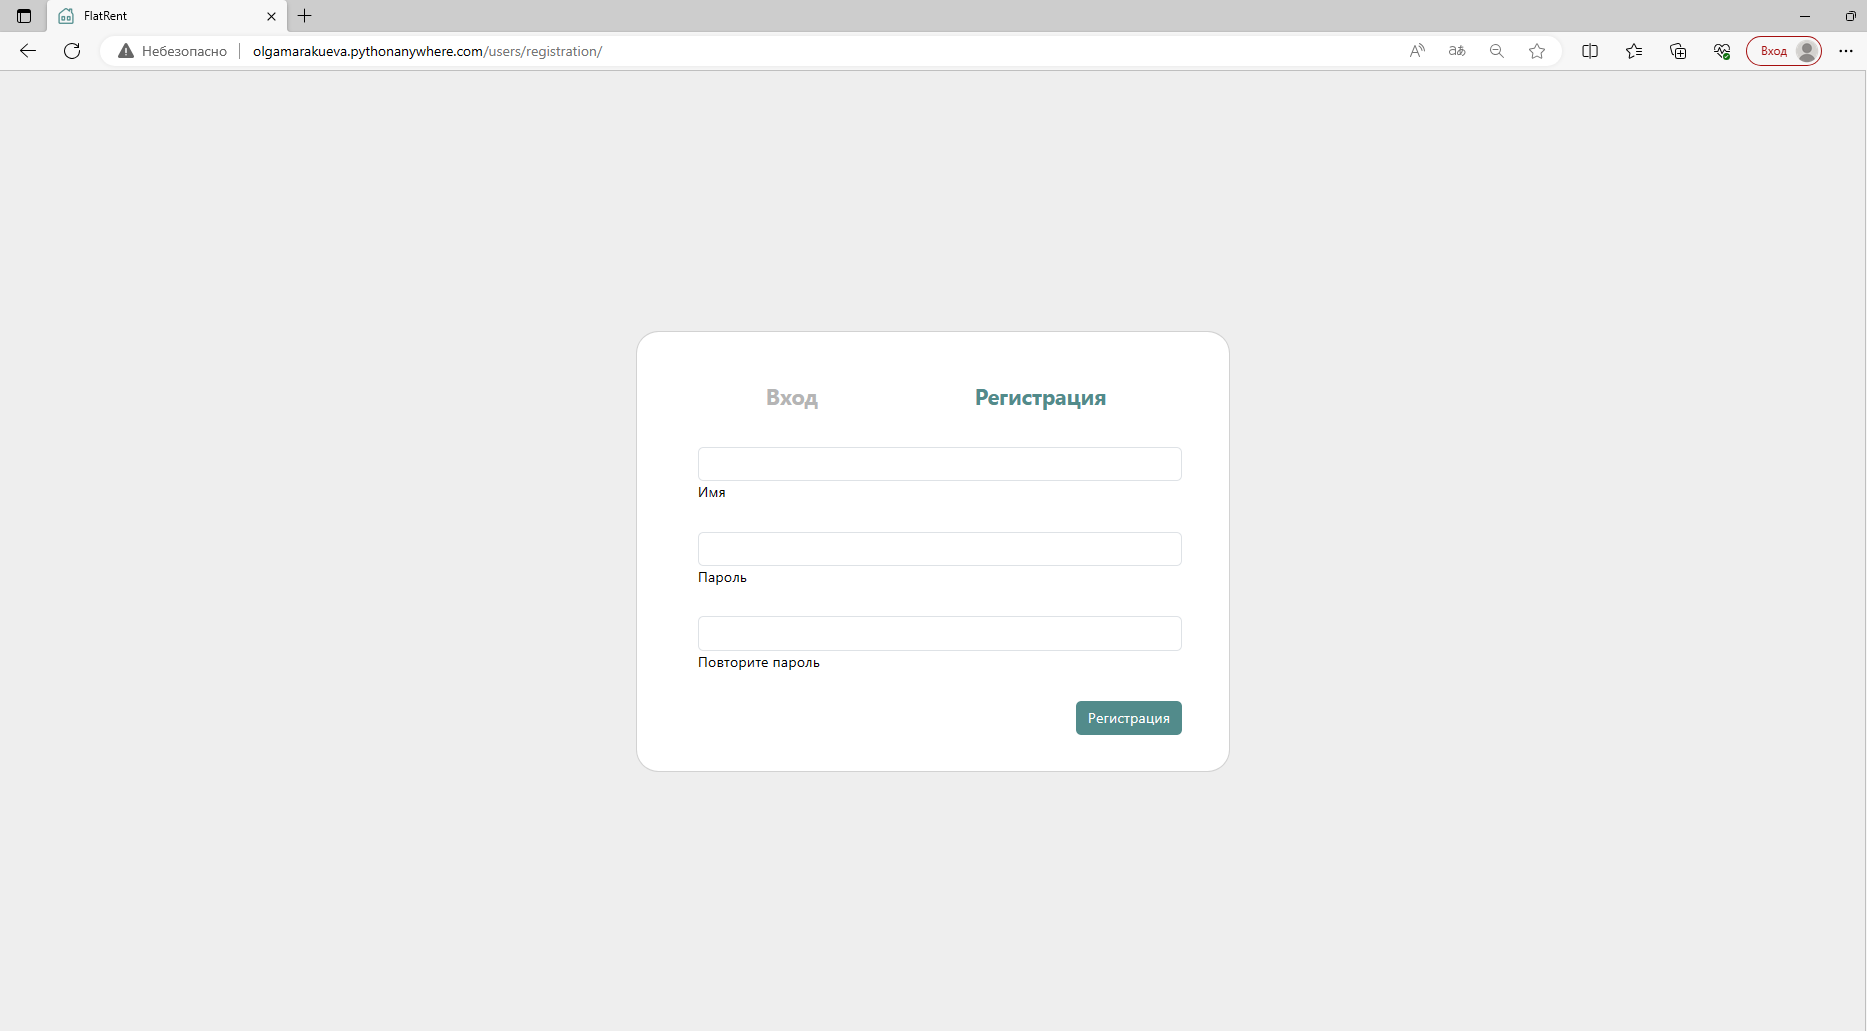 FlatRent
Небезопасно
olgamarakueva.pythonanywhere.com/users/registration/
Вход
Вход
Регистрация
Имя
Пароль
Повторите пароль
Регистрация